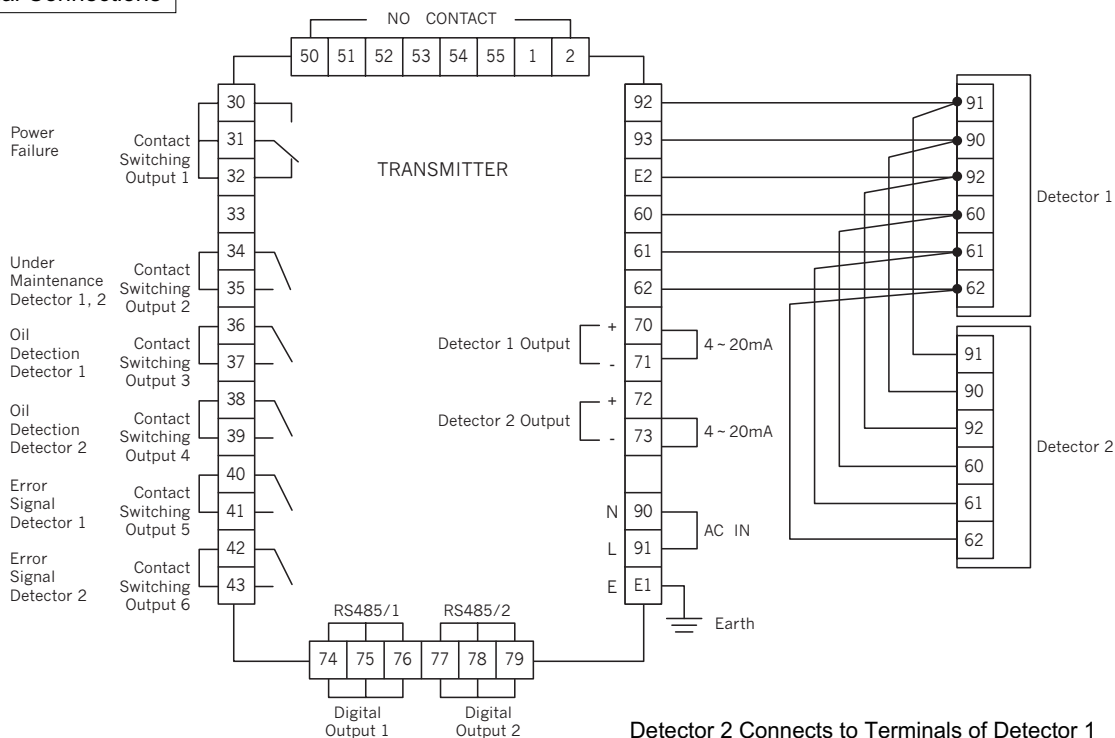 al Connections
NO CONTACT
50 51 52 53 54 55 1 2
TRANSMITTER
Power
Failure
Contact
Switching
Output 1
30
31
32
33
Under
Maintenance
Detector 1, 2
Contact
Switching
Output 2
34
35
Oil
Detection
Detector 1
Contact
Switching
Output 3
36
37
Oil
Detection
Detector 2
Contact
Switching
Output 4
38
39
Error
Signal
Detector 1
Contact
Switching
Output 5
40
41
Error
Signal
Detector 2
Contact
Switching
Output 6
42
43
92
93
E2
60
61
62
Detector 1 Output
+ 70
- 71
4 ~ 20mA
Detector 2 Output
+ 72
- 73
4 ~ 20mA
N 90
L 91
AC IN
E E1
Earth
91
90
92
60
61
62
Detector 1
91
90
92
60
61
62
Detector 2
RS485/1 RS485/2
74 75 76 77 78 79
Digital
Output 1
Digital
Output 2
Detector 2 Connects to Terminals of Detector 1